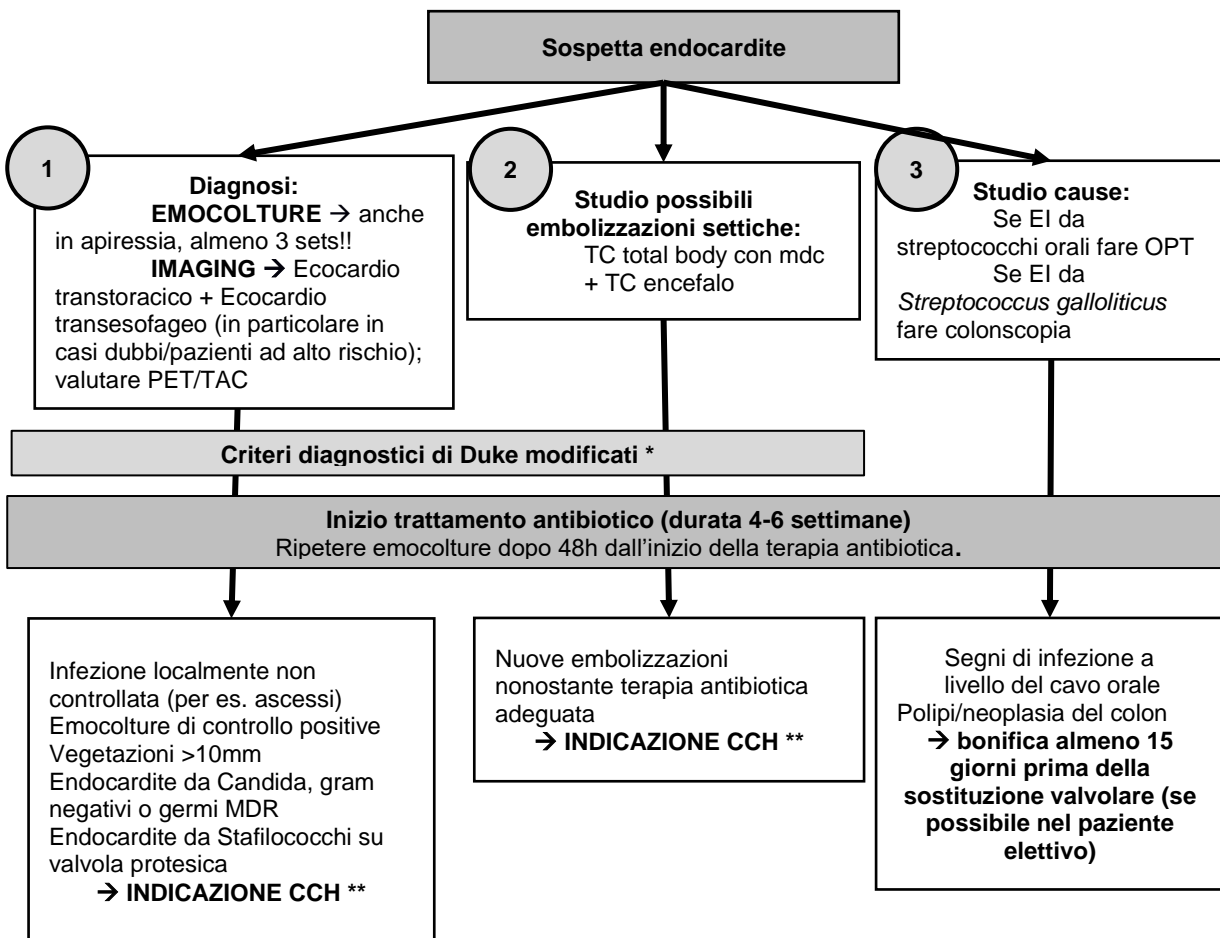 Sospetta endocardite
1
Diagnosi:
EMOCOLTURE → anche
in apiressia, almeno 3 sets!!
IMAGING → Ecocardio
transtoracico + Ecocardio
transesofageo (in particolare in
casi dubbi/pazienti ad alto rischio);
valutare PET/TAC
2
Studio possibili
embolizzazioni settiche:
TC total body con mdc
+ TC encefalo
3
Studio cause:
Se EI da
streptococchi orali fare OPT
Se EI da
Streptococcus galloliticus
fare colonscopia
Criteri diagnostici di Duke modificati *
Inizio trattamento antibiotico (durata 4-6 settimane)
Ripetere emocolture dopo 48h dall'inizio della terapia antibiotica.
Infezione localmente non
controllata (per es. ascessi)
Emocolture di controllo positive
Vegetazioni >10mm
Endocardite da Candida, gram
negativi o germi MDR
Endocardite da Stafilococchi su
valvola protesica
→ INDICAZIONE CCH **
Nuove embolizzazioni
nonostante terapia antibiotica
adeguata
→ INDICAZIONE CCH **
Segni di infezione a
livello del cavo orale
Polipi/neoplasia del colon
→ bonifica almeno 15
giorni prima della
sostituzione valvolare (se
possibile nel paziente
elettivo)